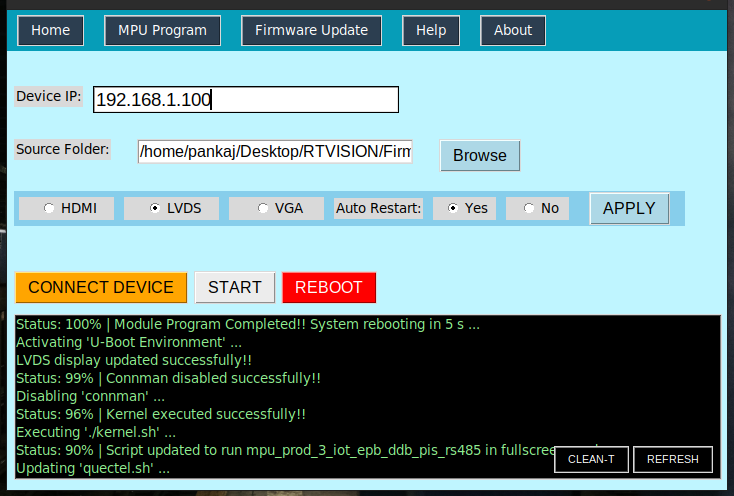 Home MPU Program Firmware Update Help About
Device IP: 192.168.1.100
Source Folder: /home/pankaj/Desktop/RTVISION/Firm Browse
HDMI LVDS VGA Auto Restart: Yes No APPLY
CONNECT DEVICE START REBOOT
Status: 100% | Module Program Completed!! System rebooting in 5 s ...
Activating 'U-Boot Environment' ...
LVDS display updated successfully!!
Status: 99% | Connman disabled successfully!!
Disabling 'connman' ...
Status: 96% | Kernel executed successfully!!
Executing './kernel.sh' ...
Status: 90% | Script updated to run mpu_prod_3_iot_epb_ddb_pis_rs485 in fullscree
Updating 'quectel.sh' ...
CLEAN-T REFRESH